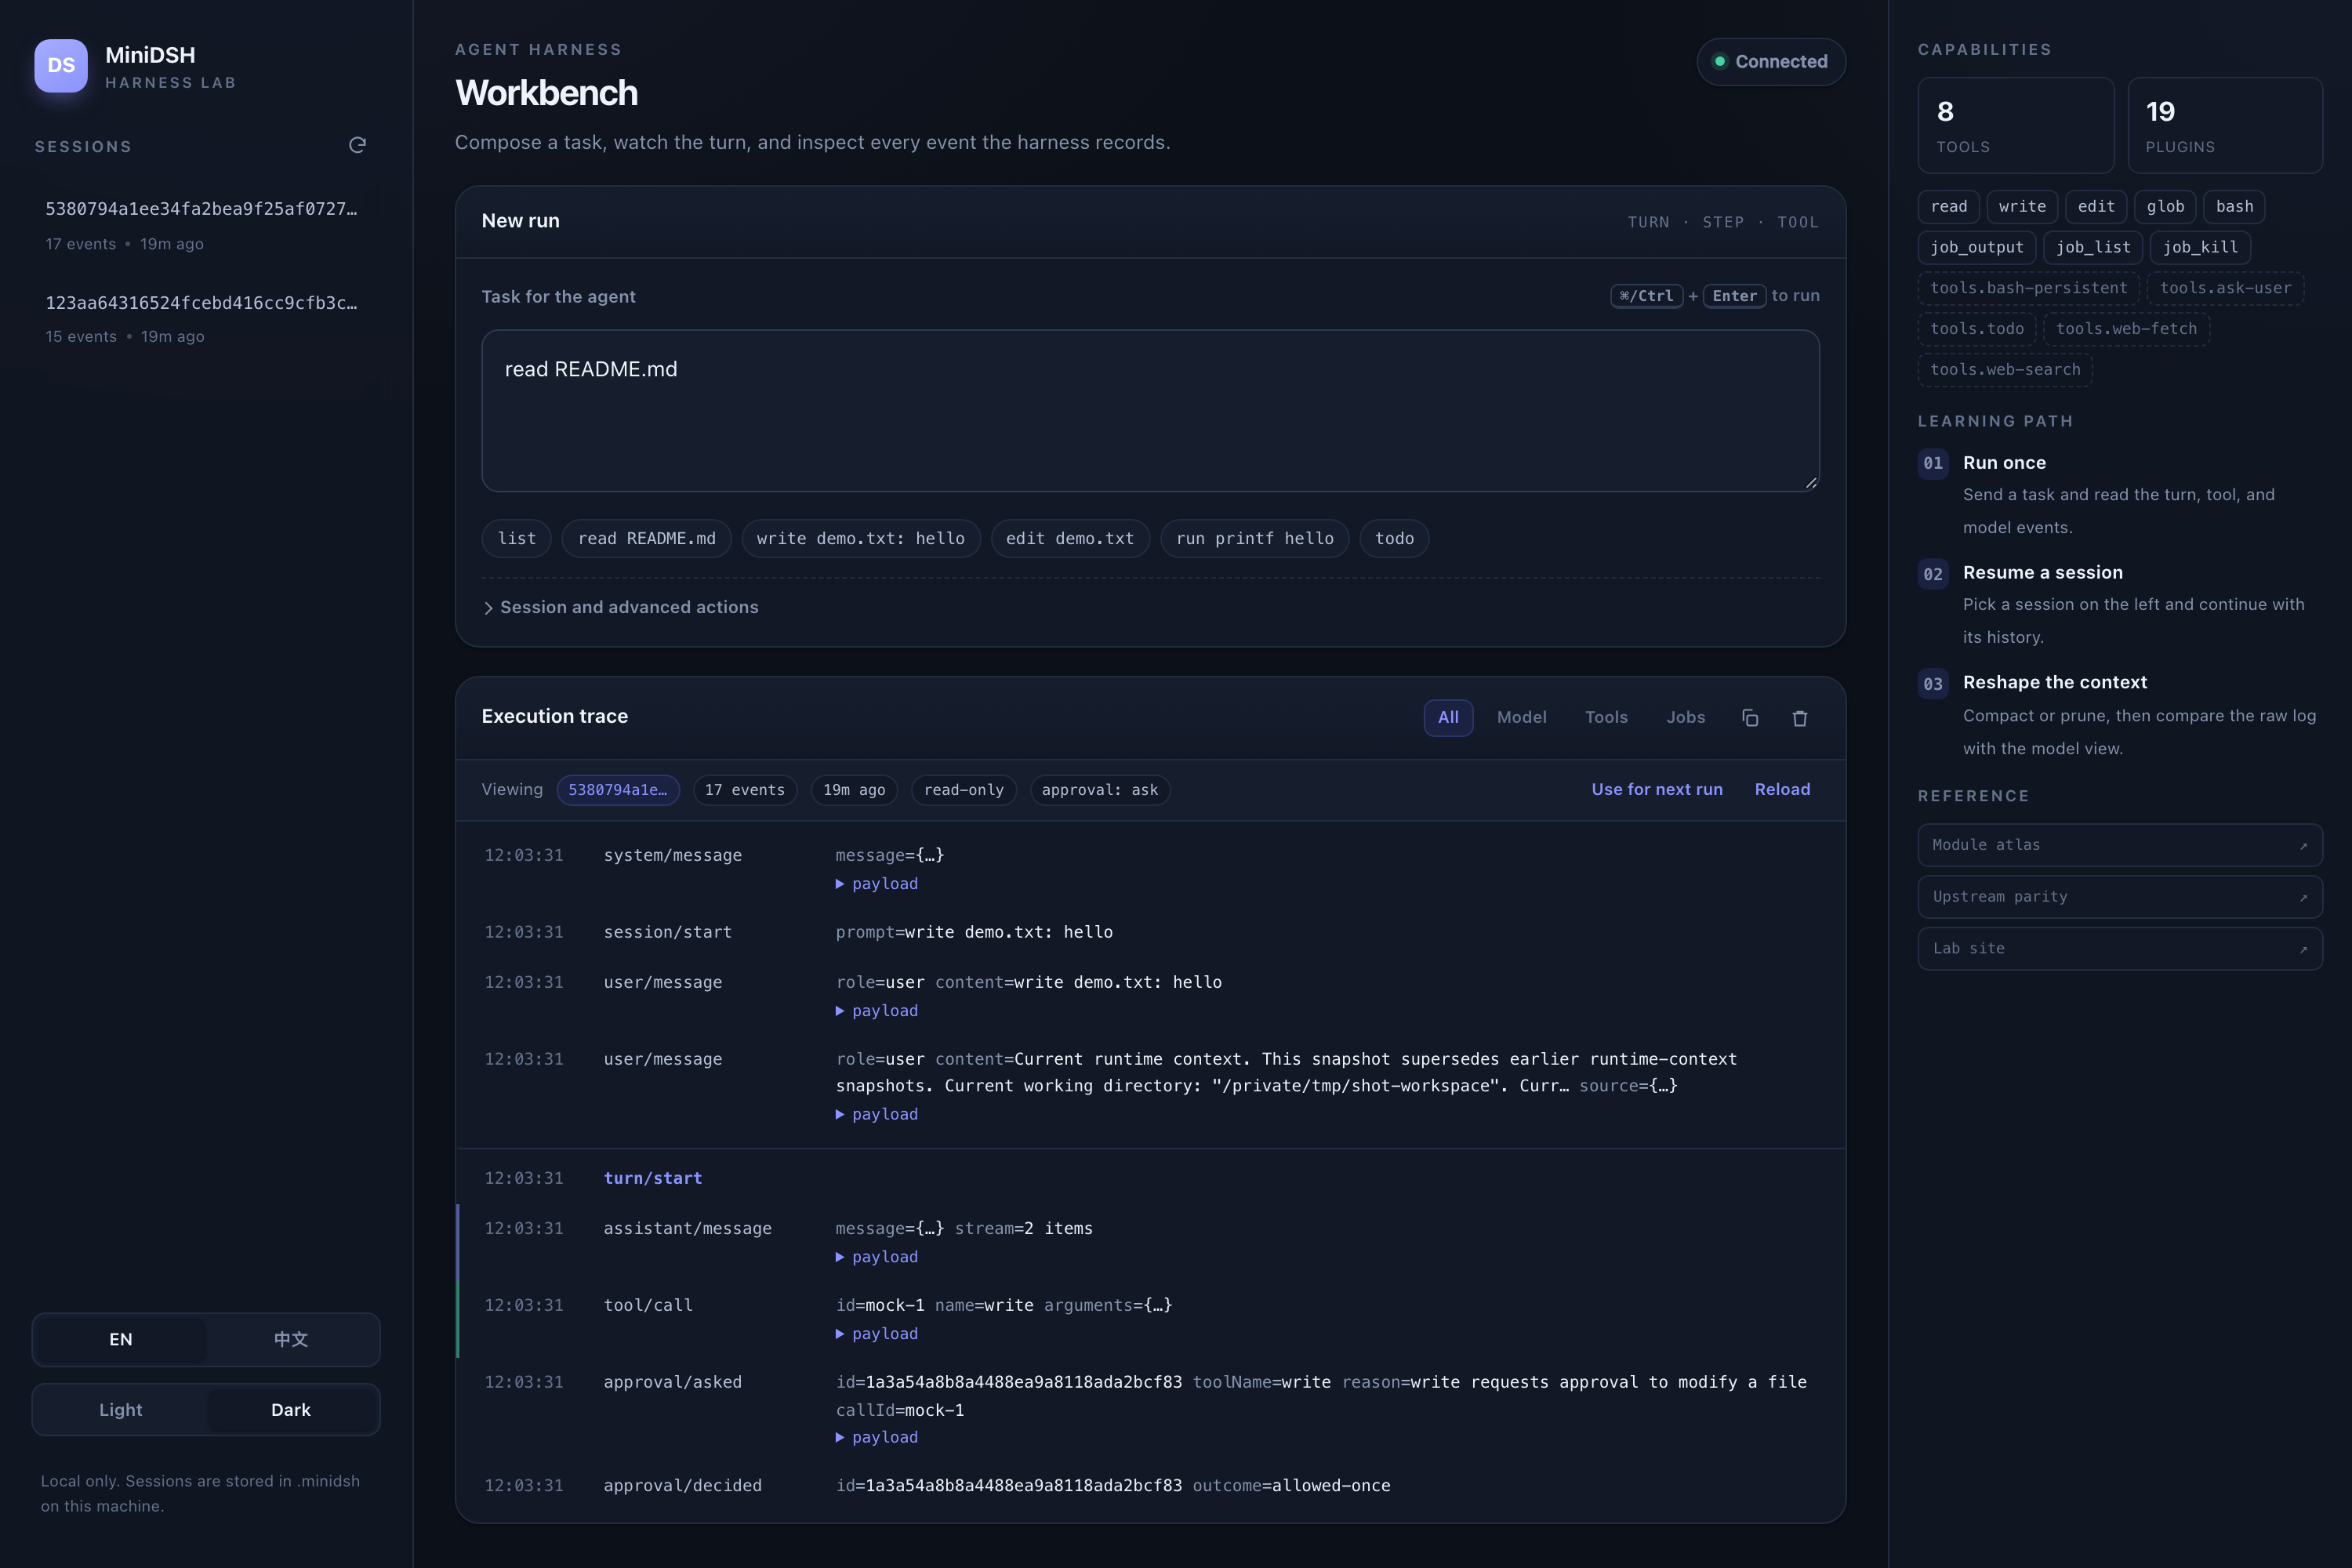 DS
MiniDSH
HARNESS LAB
SESSIONS
5380794a1ee34fa2bea9f25af0727…
17 events • 19m ago
123aa64316524fcebd416cc9cfb3c…
15 events • 19m ago
EN
中文
Light
Dark
Local only. Sessions are stored in .minidsh
on this machine.
AGENT HARNESS
Workbench
Compose a task, watch the turn, and inspect every event the harness records.
Connected
New run
TURN · STEP · TOOL
Task for the agent
⌘/Ctrl + Enter to run
read README.md
list
read README.md
write demo.txt: hello
edit demo.txt
run printf hello
todo
Session and advanced actions
Execution trace
All
Model
Tools
Jobs
Viewing 5380794a1e… 17 events 19m ago read-only approval: ask
Use for next run
Reload
12:03:31 system/message message={…}
payload
12:03:31 session/start prompt=write demo.txt: hello
12:03:31 user/message role=user content=write demo.txt: hello
payload
12:03:31 user/message role=user content=Current runtime context. This snapshot supersedes earlier runtime-context
snapshots. Current working directory: "/private/tmp/shot-workspace". Curr… source={…}
payload
12:03:31 turn/start
12:03:31 assistant/message message={…} stream=2 items
payload
12:03:31 tool/call id=mock-1 name=write arguments={…}
payload
12:03:31 approval/asked id=1a3a54a8b8a4488ea9a8118ada2bcf83 toolName=write reason=write requests approval to modify a file
callId=mock-1
payload
12:03:31 approval/decided id=1a3a54a8b8a4488ea9a8118ada2bcf83 outcome=allowed-once
CAPABILITIES
8
TOOLS
19
PLUGINS
read write edit glob bash
job_output job_list job_kill
tools.bash-persistent tools.ask-user
tools.todo tools.web-fetch
tools.web-search
LEARNING PATH
01 Run once
Send a task and read the turn, tool, and
model events.
02 Resume a session
Pick a session on the left and continue with
its history.
03 Reshape the context
Compact or prune, then compare the raw log
with the model view.
REFERENCE
Module atlas ↗
Upstream parity ↗
Lab site ↗